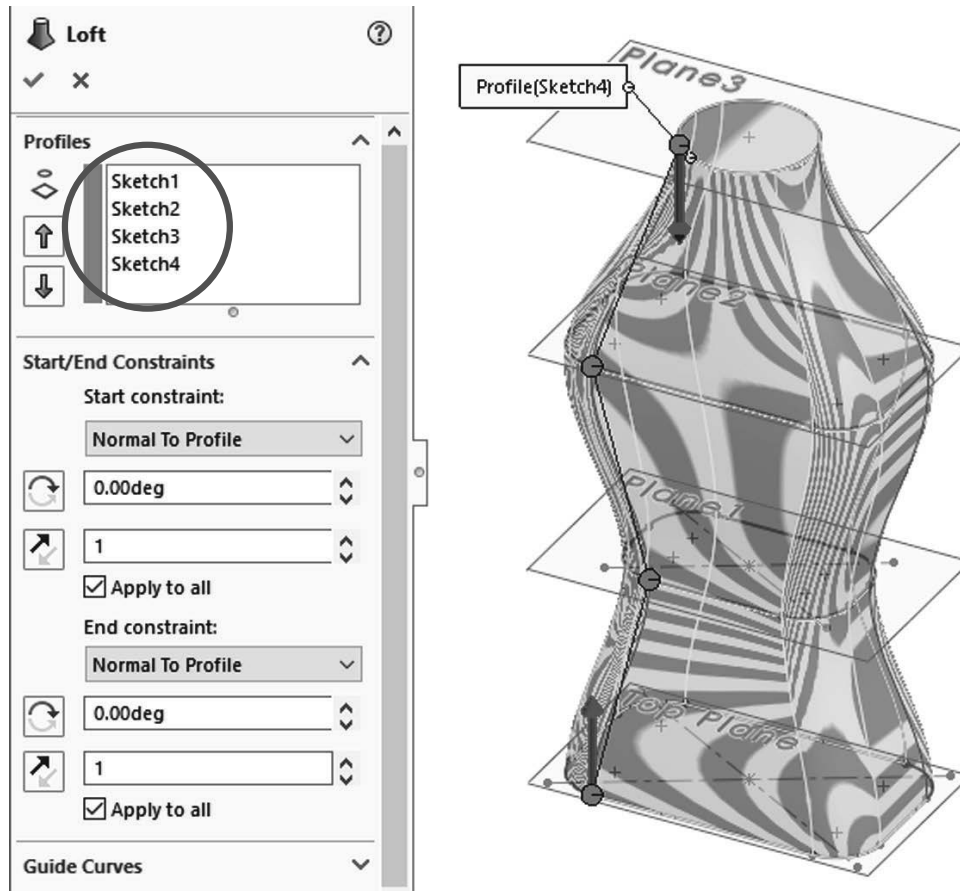 Loft
Profiles
Sketch1
Sketch2
Sketch3
Sketch4
Start/End Constraints
Start constraint:
Normal To Profile
0.00deg
1
Apply to all
End constraint:
Normal To Profile
0.00deg
1
Apply to all
Guide Curves
Plane3
Profile(Sketch4)
Plane2
Plane1
Top Plane